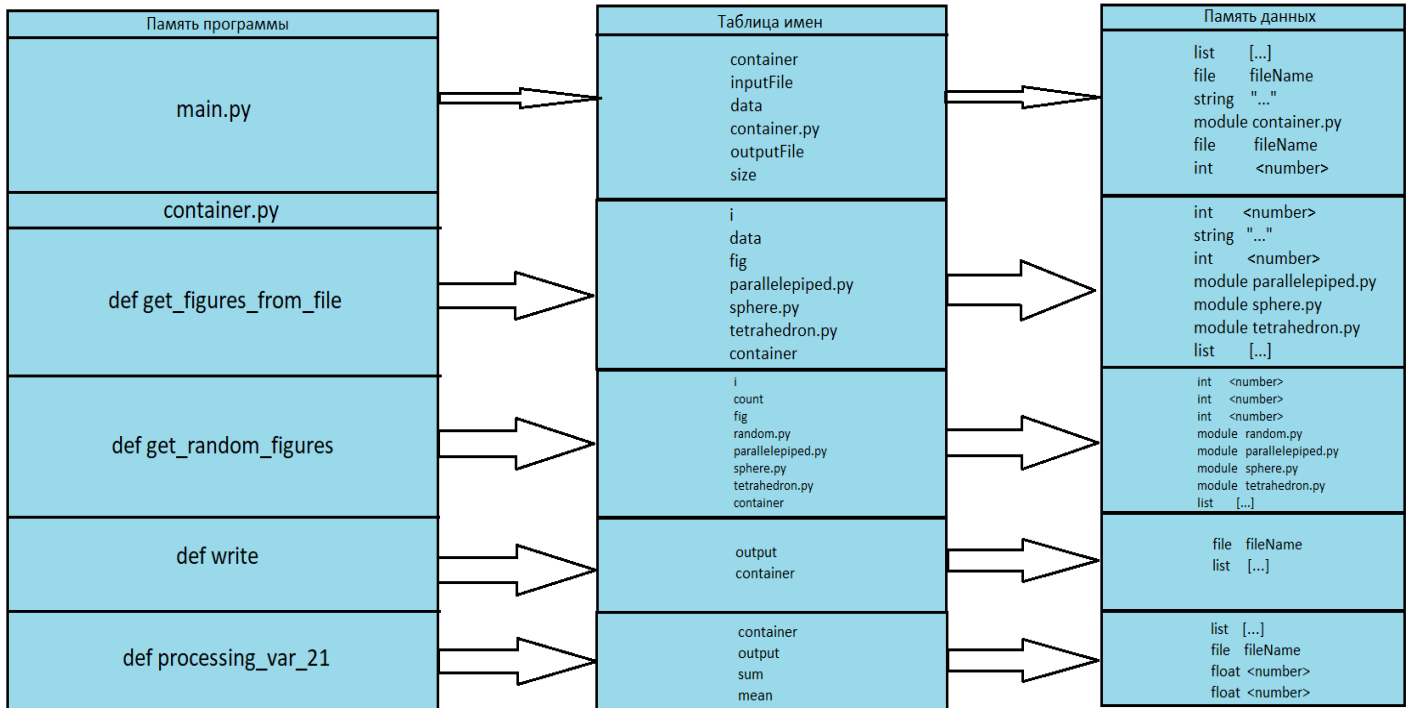 Память программы
Таблица имен
Память данных
main.py
container
inputFile
data
container.py
outputFile
size
list [...]
file fileName
string "..."
module container.py
file fileName
int <number>
container.py
def get_figures_from_file
i
data
fig
parallelepiped.py
sphere.py
tetrahedron.py
container
int <number>
string "..."
int <number>
module parallelepiped.py
module sphere.py
module tetrahedron.py
list [...]
def get_random_figures
i
count
fig
random.py
parallelepiped.py
sphere.py
tetrahedron.py
container
int <number>
int <number>
int <number>
module random.py
module parallelepiped.py
module sphere.py
module tetrahedron.py
list [...]
def write
output
container
file fileName
list [...]
def processing_var_21
container
output
sum
mean
list [...]
file fileName
float <number>
float <number>